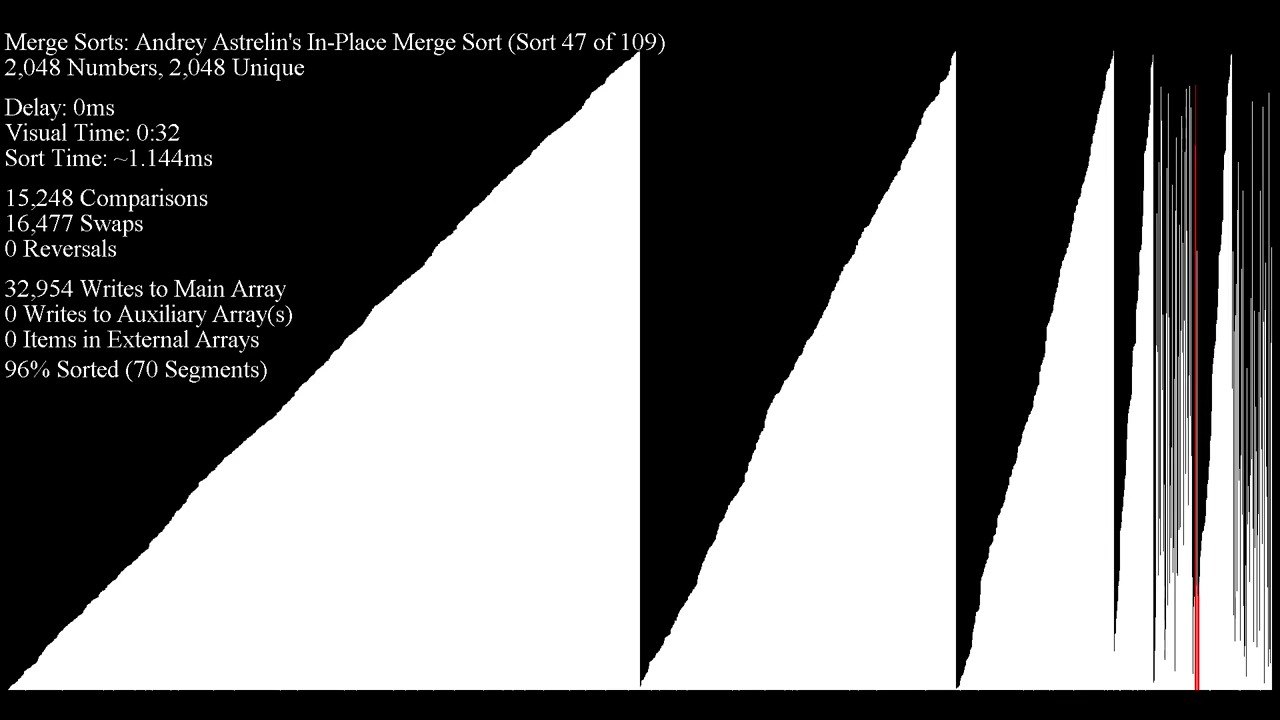 Merge Sorts: Andrey Astrelin's In-Place Merge Sort (Sort 47 of 109)
2,048 Numbers, 2,048 Unique
Delay: 0ms
Visual Time: 0:32
Sort Time: ~1.144ms
15,248 Comparisons
16,477 Swaps
0 Reversals
32,954 Writes to Main Array
0 Writes to Auxiliary Array(s)
0 Items in External Arrays
96% Sorted (70 Segments)